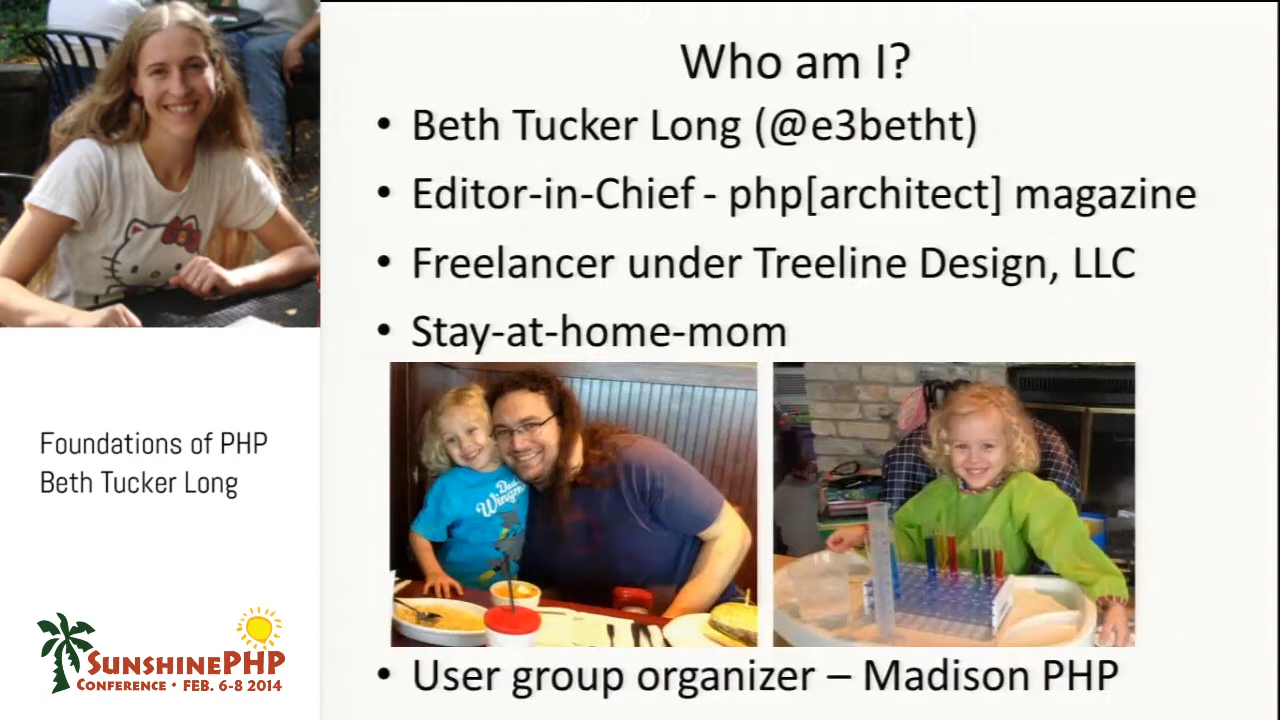 Who am I?
• Beth Tucker Long (@e3betht)
• Editor-in-Chief - php[architect] magazine
• Freelancer under Treeline Design, LLC
• Stay-at-home-mom
• User group organizer – Madison PHP
Foundations of PHP
Beth Tucker Long
SUNSHINEPHP
CONFERENCE • FEB. 6-8 2014